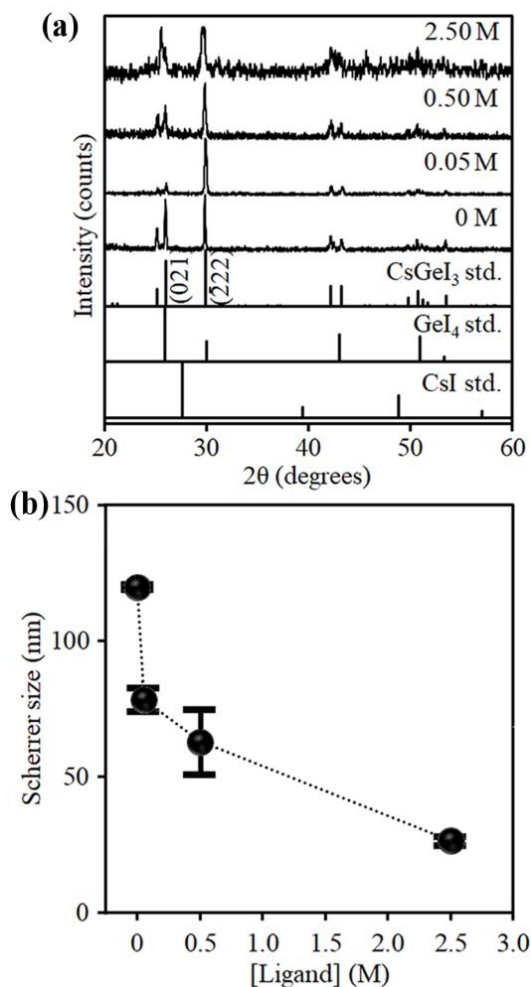 (a)
2.50 M
0.50 M
0.05 M
0 M
(021)
(2̅22)
CsGeI₃ std.
GeI₄ std.
CsI std.
Intensity (counts)
20 30 40 50 60
2θ (degrees)
(b)
150
100
50
0
Scherrer size (nm)
0 0.5 1.0 1.5 2.0 2.5 3.0
[Ligand] (M)